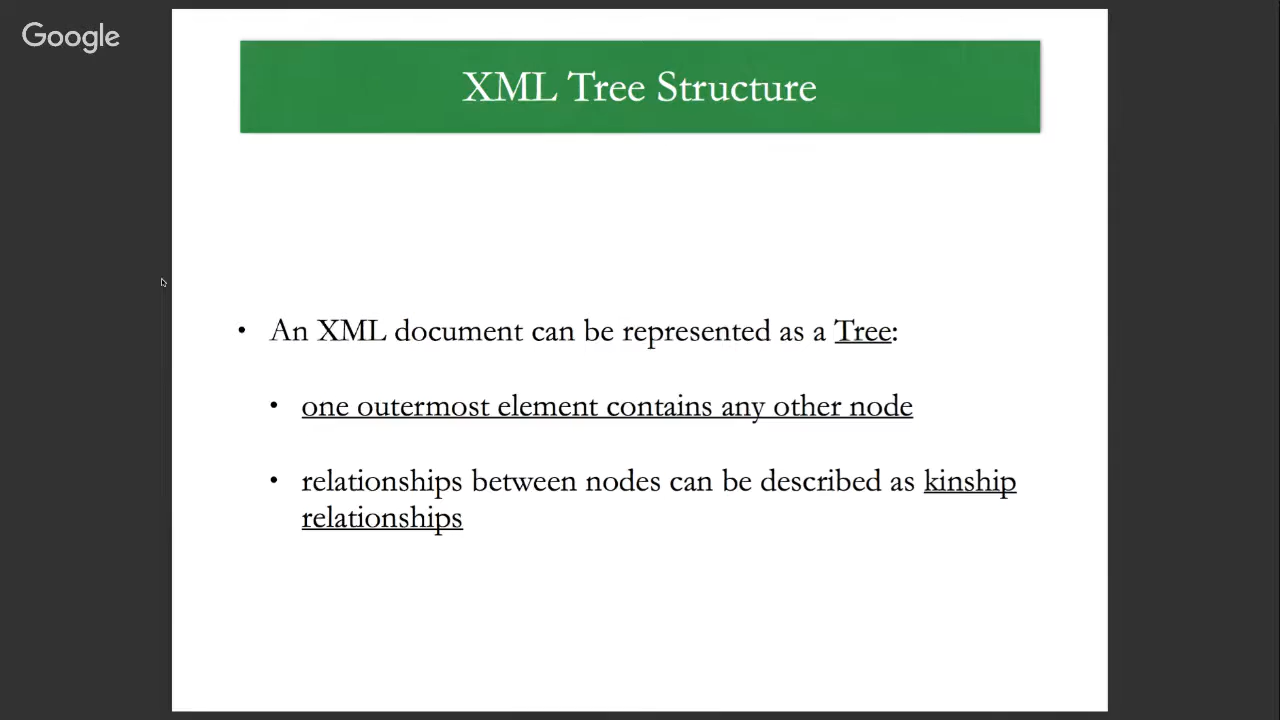 Google
XML Tree Structure
• An XML document can be represented as a Tree:
• one outermost element contains any other node
• relationships between nodes can be described as kinship
relationships